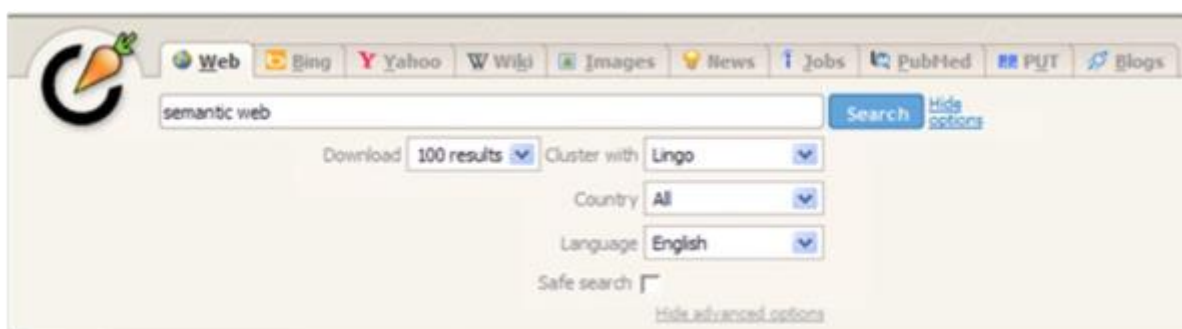 Web Bing Yahoo Wiki Images News Jobs PubMed PUT Blogs
semantic web Search Hide options
Download 100 results Cluster with Lingo
Country All
Language English
Safe search
Hide advanced options